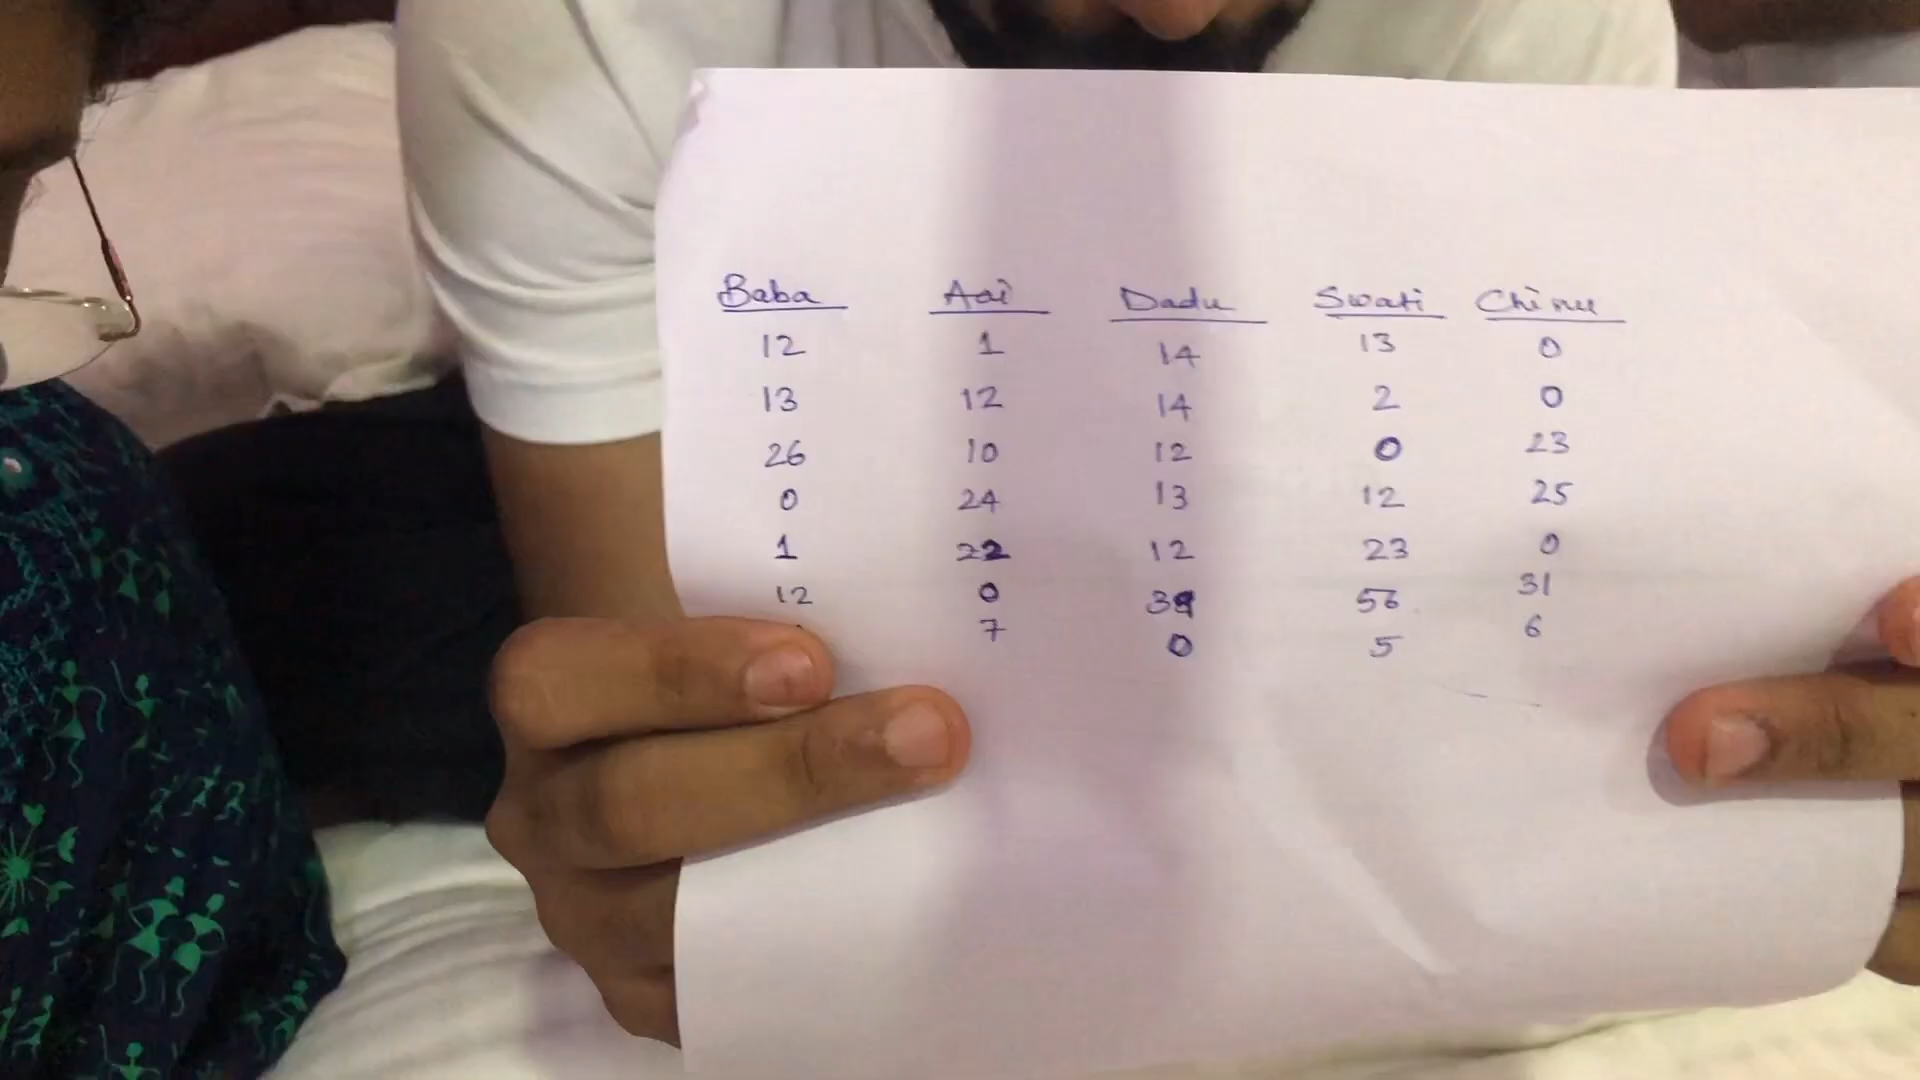 Baba Aai Dadu Swati Chinu
12 1 14 13 0
13 12 14 2 0
26 10 12 0 23
0 24 13 12 25
1 22 12 23 0
12 0 56 31
7 0 5 6